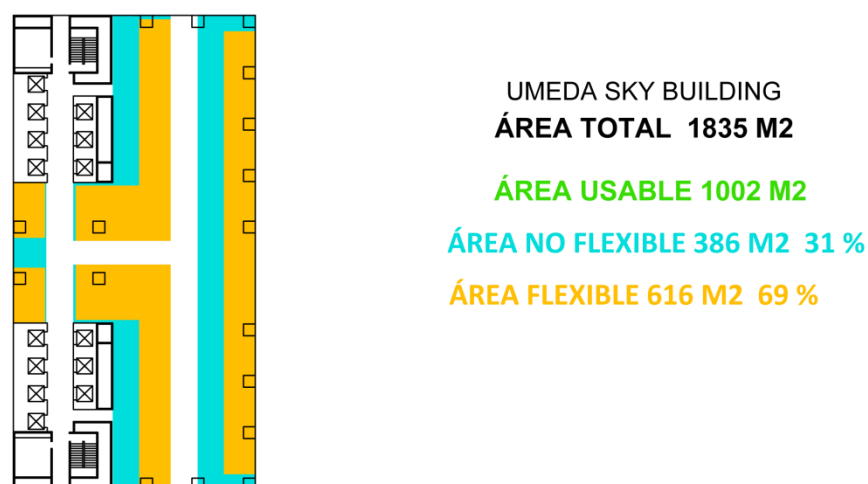 UMEDA SKY BUILDING
ÁREA TOTAL 1835 M2
ÁREA USABLE 1002 M2
ÁREA NO FLEXIBLE 386 M2 31 %
ÁREA FLEXIBLE 616 M2 69 %